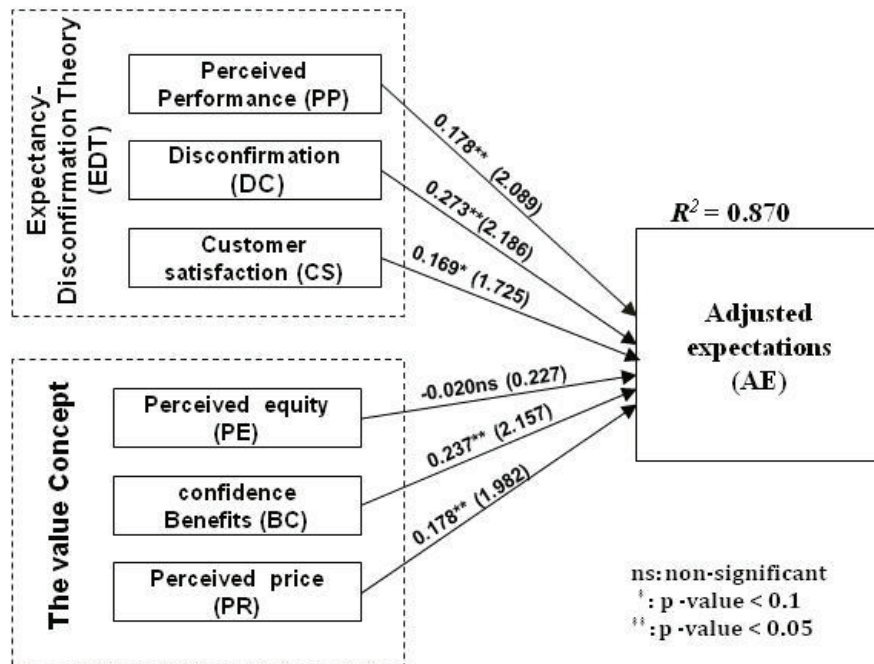 Expectancy-
Disconfirmation Theory
(EDT)
Perceived
Performance (PP)
Disconfirmation
(DC)
Customer
satisfaction (CS)
0.178** (2.089)
0.273**(2.186)
0.169* (1.725)
R² = 0.870
Adjusted
expectations
(AE)
The value Concept
Perceived equity
(PE)
confidence
Benefits (BC)
Perceived price
(PR)
-0.020ns (0.227)
0.237** (2.157)
0.178** (1.982)
ns: non-significant
*: p -value < 0.1
**: p -value < 0.05